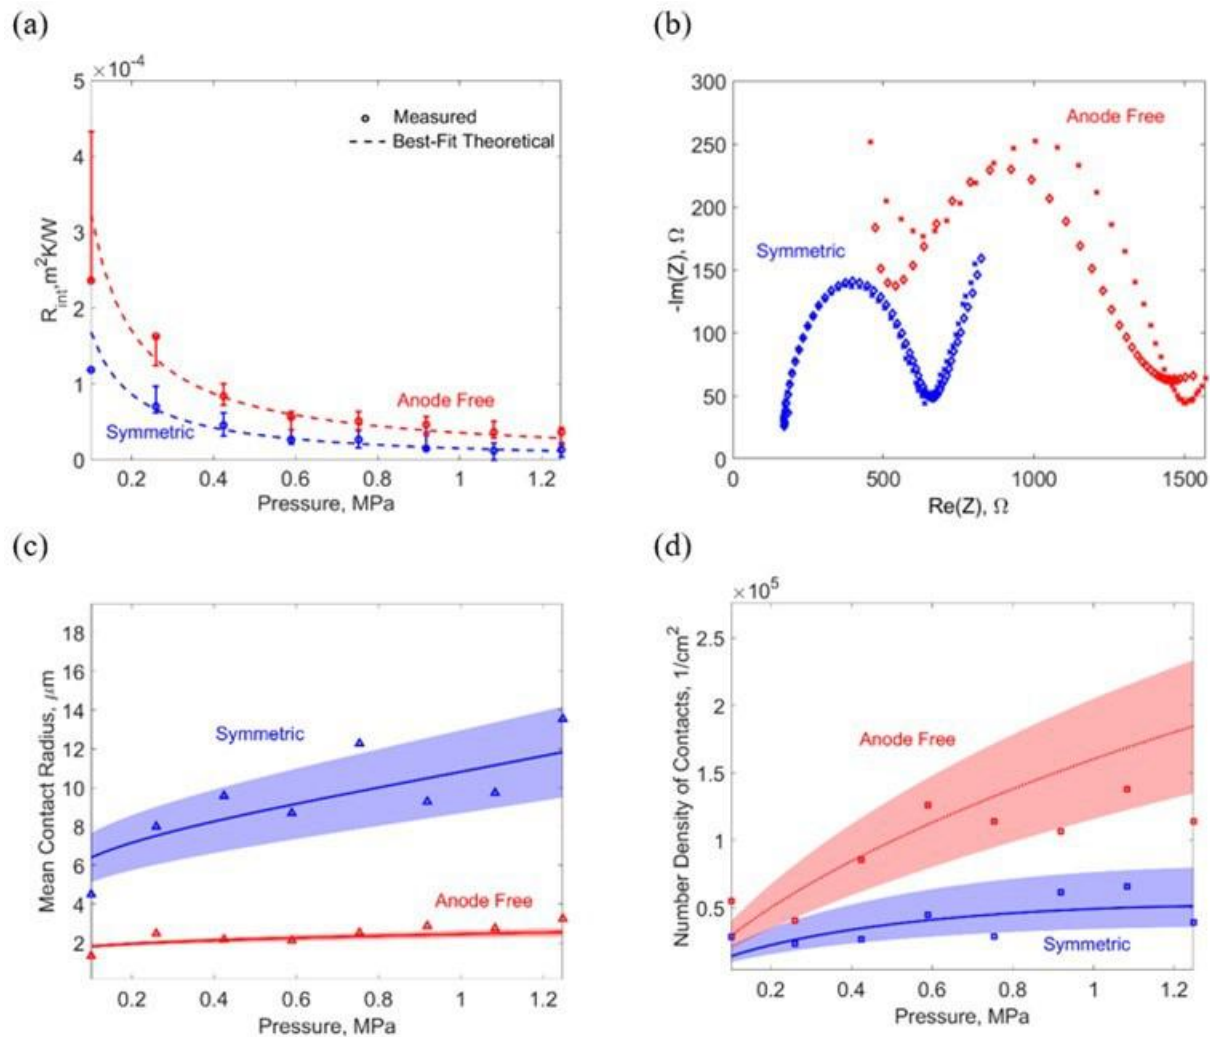 (a)
×10⁻⁴
5
4
3
2
1
0
R_int, m²K/W
Measured
Best-Fit Theoretical
Anode Free
Symmetric
0.2 0.4 0.6 0.8 1 1.2
Pressure, MPa
(b)
300
250
200
150
100
50
0
-Im(Z), Ω
Anode Free
Symmetric
0 500 1000 1500
Re(Z), Ω
(c)
18
16
14
12
10
8
6
4
2
Mean Contact Radius, μm
Symmetric
Anode Free
0.2 0.4 0.6 0.8 1 1.2
Pressure, MPa
(d)
×10⁵
2.5
2
1.5
1
0.5
Number Density of Contacts, 1/cm²
Anode Free
Symmetric
0.2 0.4 0.6 0.8 1 1.2
Pressure, MPa